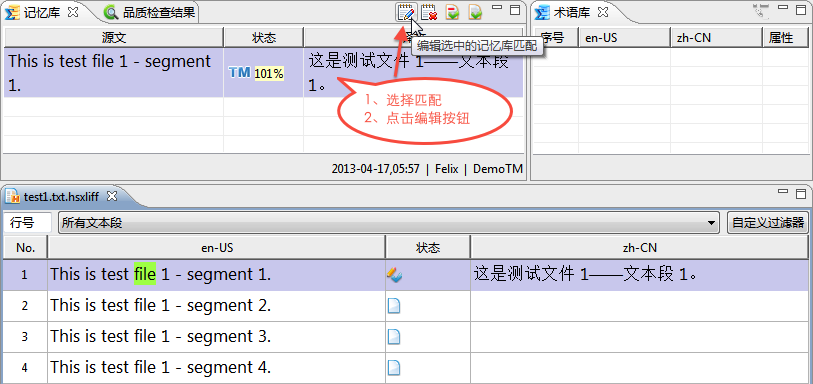 记忆库 品质检查结果
术语库
源文 状态
序号 en-US zh-CN 属性
编辑选中的记忆库匹配
This is test file 1 - segment 1.
TM 101%
这是测试文件 1——文本段 1。
1、选择匹配
2、点击编辑按钮
2013-04-17,05:57 | Felix | DemoTM
test1.txt.hsxliff
行号 所有文本段 自定义过滤器
No. en-US 状态 zh-CN
1 This is test file 1 - segment 1. 这是测试文件 1——文本段 1。
2 This is test file 1 - segment 2.
3 This is test file 1 - segment 3.
4 This is test file 1 - segment 4.